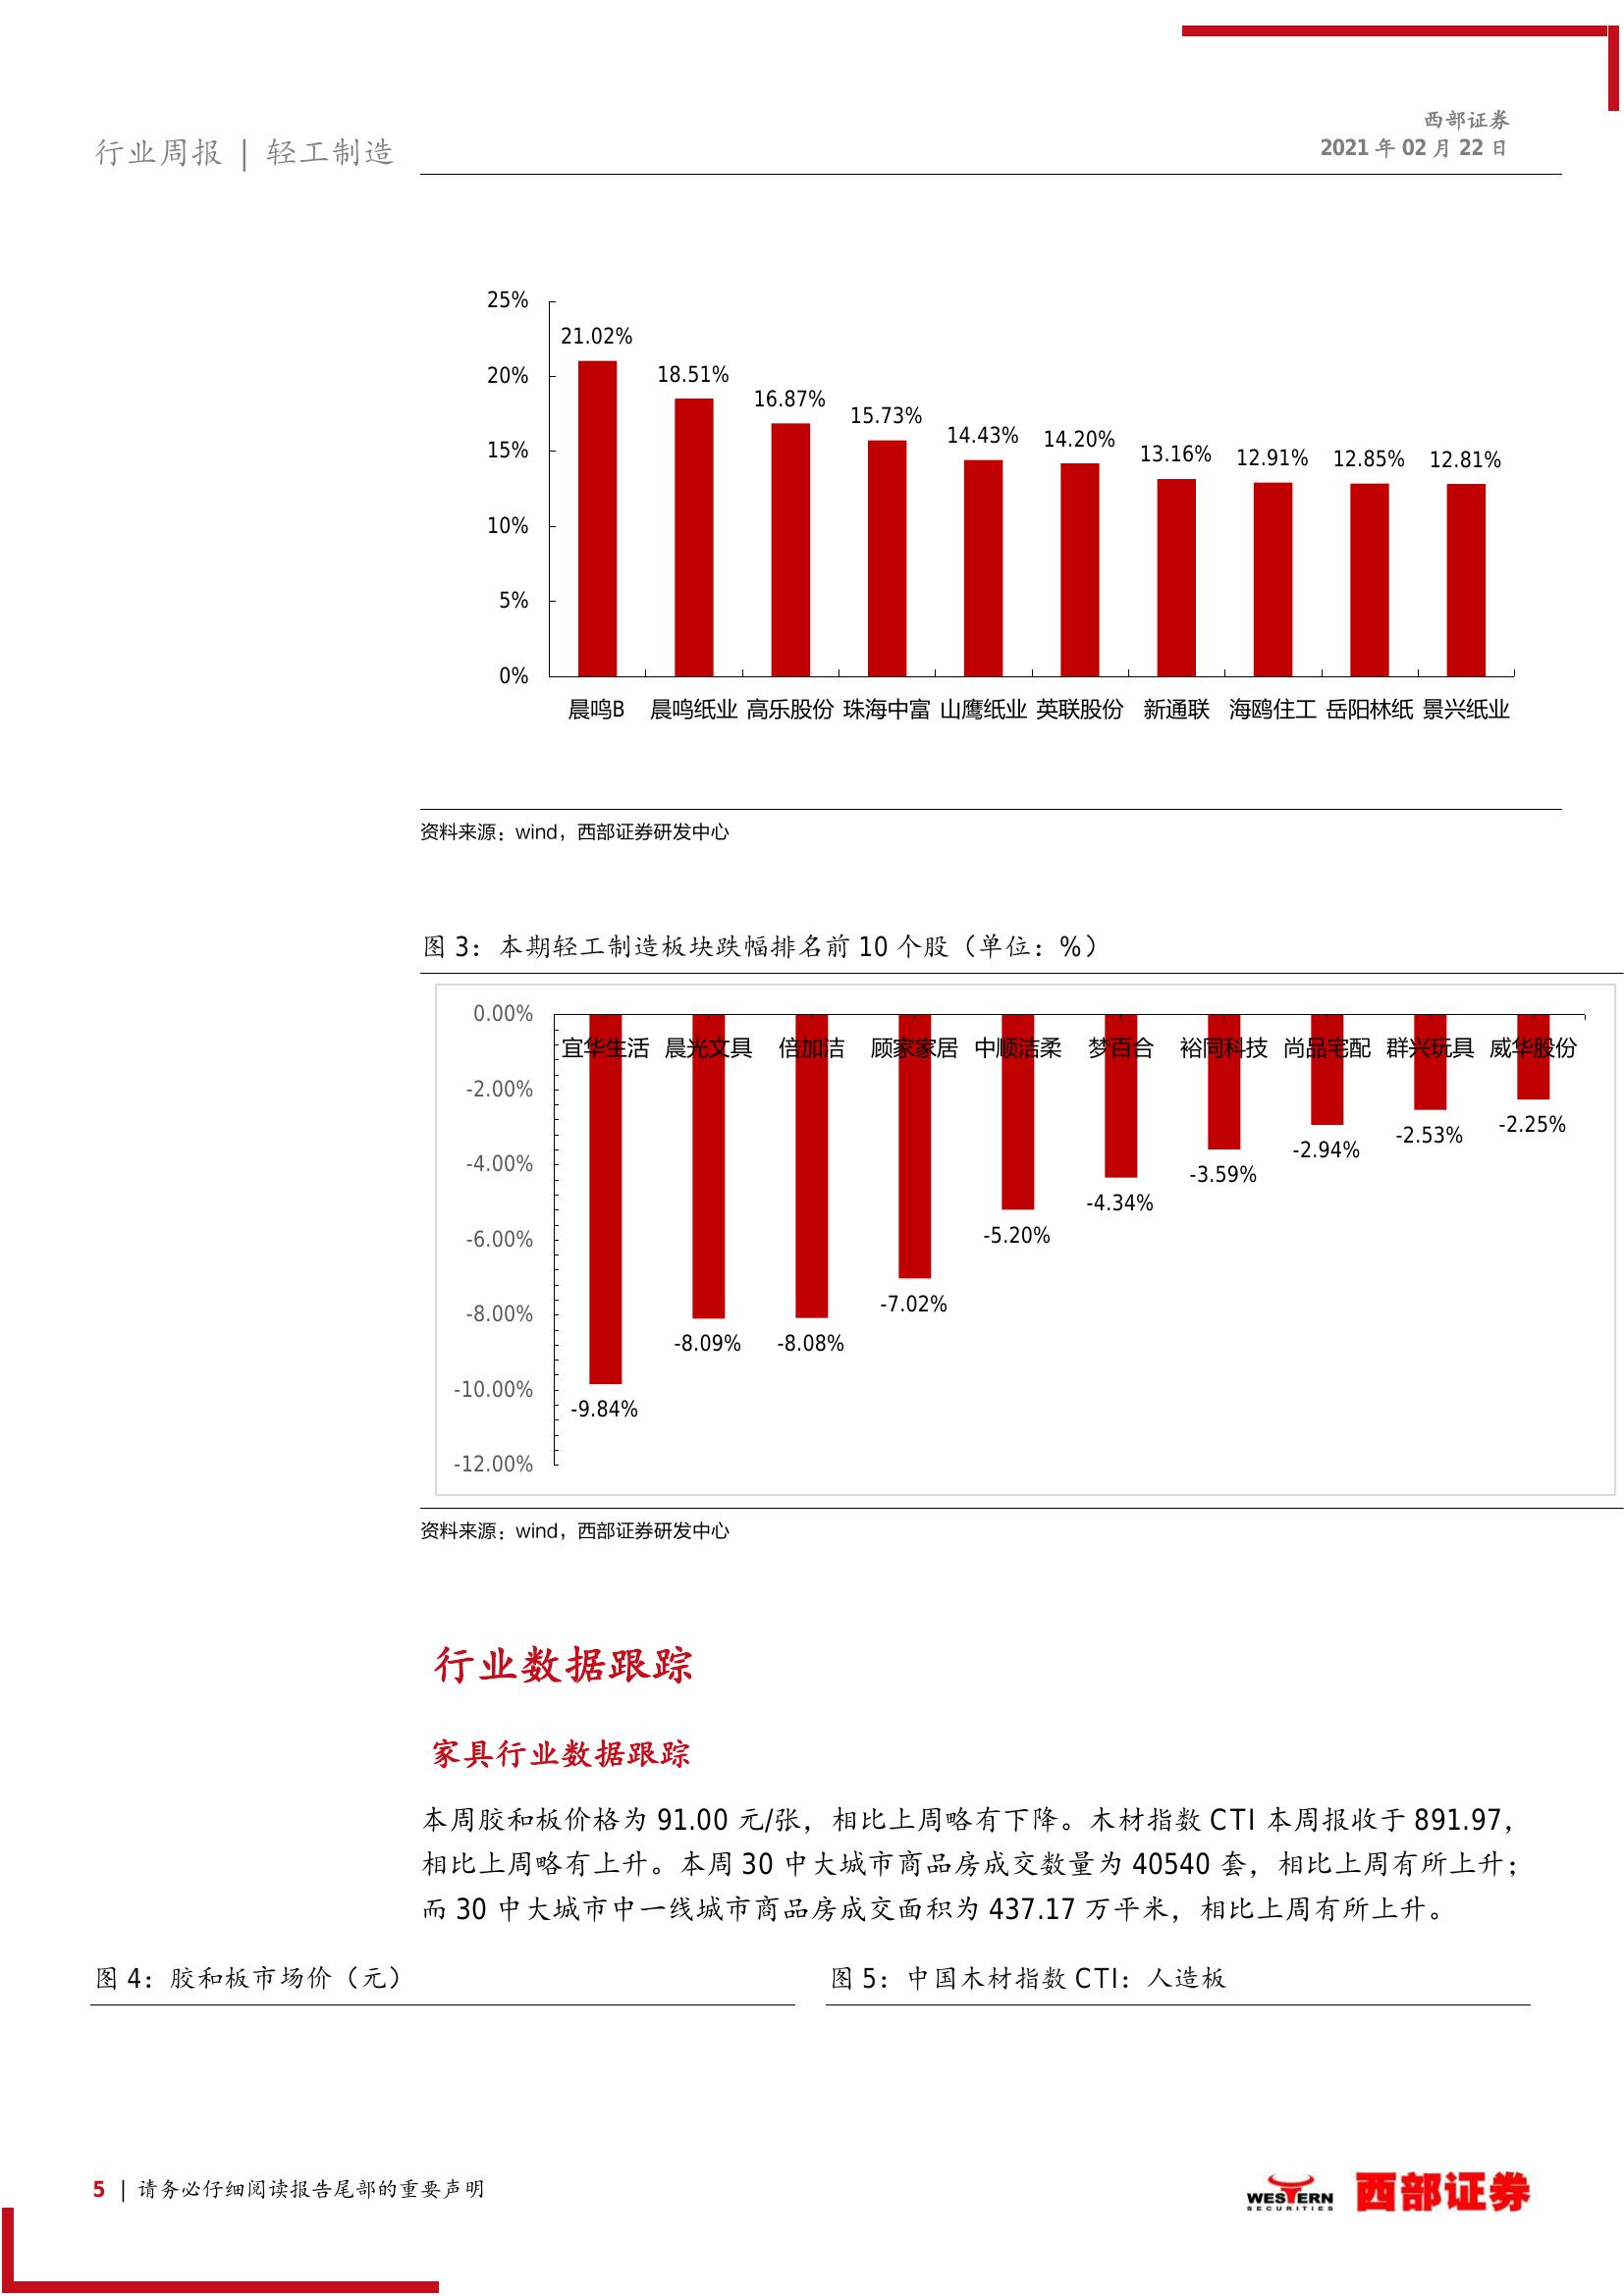 西部证券
行业周报 | 轻工制造
2021 年 02 月 22 日
25%
20%
15%
10%
5%
0%
21.02%
18.51%
16.87%
15.73%
14.43%
14.20%
13.16%
12.91%
12.85%
12.81%
晨鸣B 晨鸣纸业 高乐股份 珠海中富 山鹰纸业 英联股份 新通联 海鸥住工 岳阳林纸 景兴纸业
资料来源：wind，西部证券研发中心
图 3：本期轻工制造板块跌幅排名前 10 个股（单位：%）
0.00%
-2.00%
-4.00%
-6.00%
-8.00%
-10.00%
-12.00%
宜华生活 晨光文具 倍加洁 顾家家居 中顺洁柔 梦百合 裕同科技 尚品宅配 群兴玩具 威华股份
-9.84%
-8.09%
-8.08%
-7.02%
-5.20%
-4.34%
-3.59%
-2.94%
-2.53%
-2.25%
资料来源：wind，西部证券研发中心
行业数据跟踪
家具行业数据跟踪
本周胶和板价格为 91.00 元/张，相比上周略有下降。木材指数 CTI 本周报收于 891.97，
相比上周略有上升。本周 30 中大城市商品房成交数量为 40540 套，相比上周有所上升；
而 30 中大城市中一线城市商品房成交面积为 437.17 万平米，相比上周有所上升。
图 4：胶和板市场价（元）
图 5：中国木材指数 CTI：人造板
5 | 请务必仔细阅读报告尾部的重要声明
WESTERN
SECURITIES
西部证券